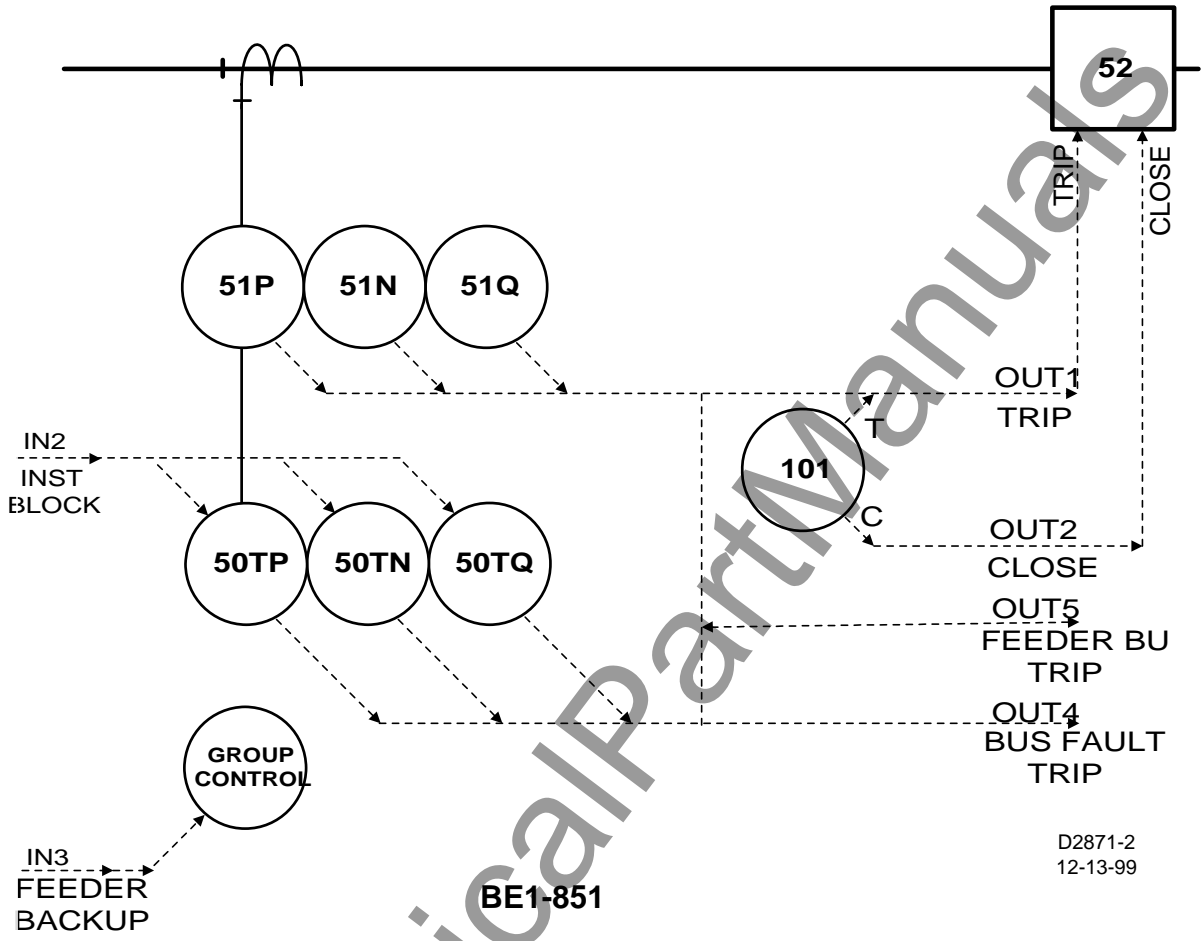 52
TRIP
CLOSE
51P
51N
51Q
OUT1
TRIP
T
101
C
IN2
INST
BLOCK
OUT2
CLOSE
50TP
50TN
50TQ
OUT5
FEEDER BU
TRIP
OUT4
BUS FAULT
TRIP
GROUP
CONTROL
IN3
FEEDER
BACKUP
D2871-2
12-13-99
BE1-851
icalPartManuals